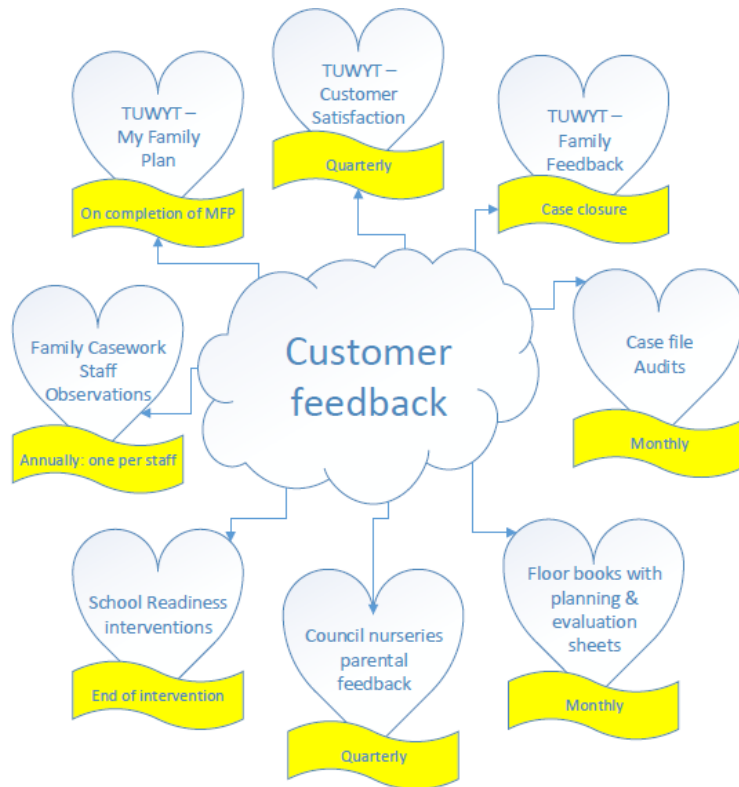 TUWYT –
My Family
Plan
On completion of MFP
TUWYT –
Customer
Satisfaction
Quarterly
TUWYT –
Family
Feedback
Case closure
Family Casework
Staff
Observations
Annually: one per staff
Customer
feedback
Case file
Audits
Monthly
School Readiness
interventions
End of intervention
Council nurseries
parental
feedback
Quarterly
Floor books with
planning &
evaluation
sheets
Monthly